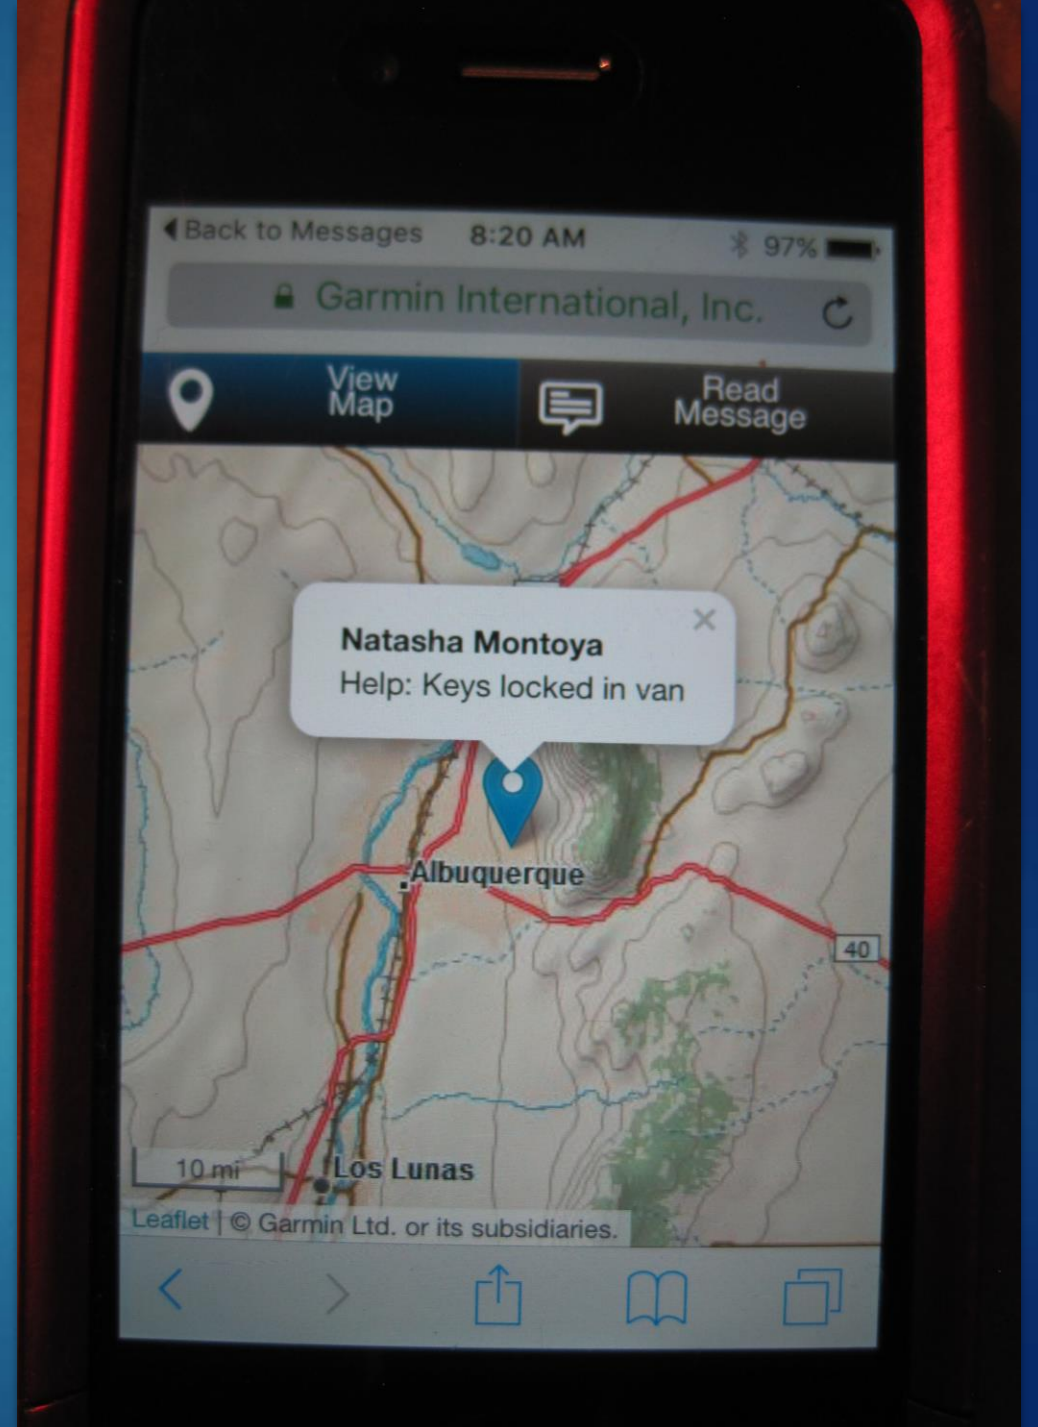 Back to Messages 8:20 AM 97%
Garmin International, Inc.
View
Map
Read
Message
Natasha Montoya
Help: Keys locked in van
Albuquerque
40
10 mi
Los Lunas
Leaflet | © Garmin Ltd. or its subsidiaries.